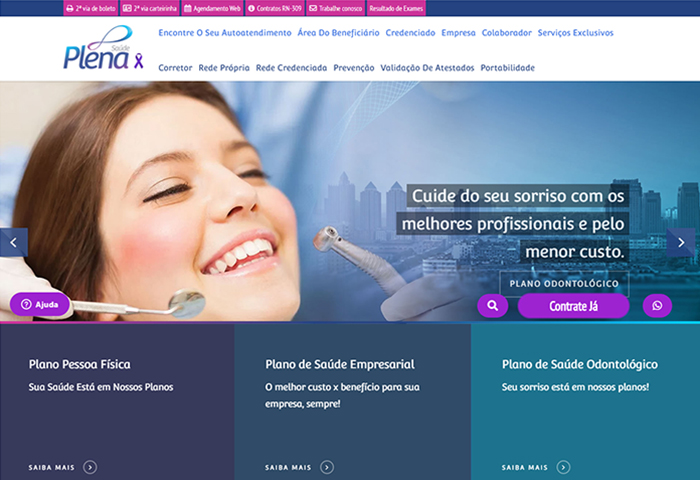 2ª via de boleto 2ª via carteirinha Agendamento Web Contratos RN-309 Trabalhe conosco Resultado de Exames
Plena Saúde
Encontre O Seu Autoatendimento Área Do Beneficiário Credenciado Empresa Colaborador Serviços Exclusivos
Corretor Rede Própria Rede Credenciada Prevenção Validação De Atestados Portabilidade
Cuide do seu sorriso com os
melhores profissionais e pelo
menor custo.
PLANO ODONTOLÓGICO
Ajuda
Contrate Já
Plano Pessoa Física
Sua Saúde Está em Nossos Planos
SAIBA MAIS
Plano de Saúde Empresarial
O melhor custo x benefício para sua
empresa, sempre!
SAIBA MAIS
Plano de Saúde Odontológico
Seu sorriso está em nossos planos!
SAIBA MAIS